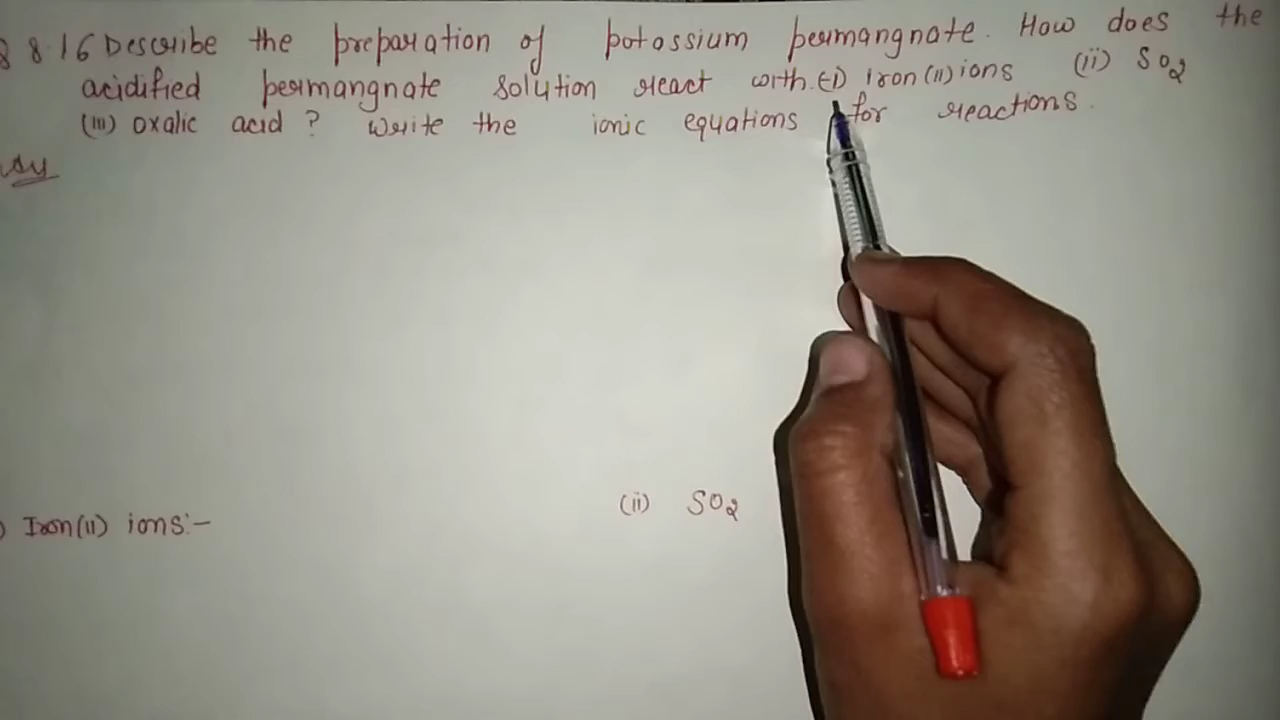 8 8.16 Describe the preparation of potossium permangnate. How does the
acidified permangnate solution react with. (i) iron (II) ions (ii) SO2
(III) oxalic acid? Write the ionic equations for reactions.
) Iron (II) ions:-
(ii) SO2